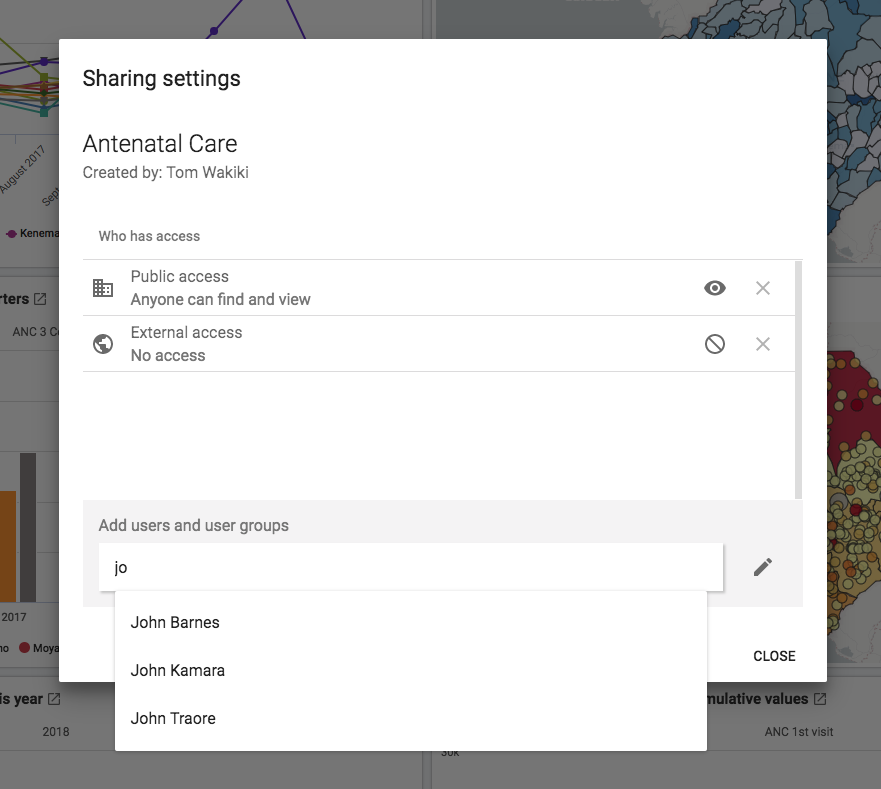 Sharing settings
Antenatal Care
Created by: Tom Wakiki
August 2017
Sept
Kenema
Who has access
Public access
Anyone can find and view
External access
No access
rters
ANC 3 Co
Add users and user groups
jo
John Barnes
John Kamara
John Traore
CLOSE
2017
no
Moya
is year
2018
mulative values
ANC 1st visit
30k